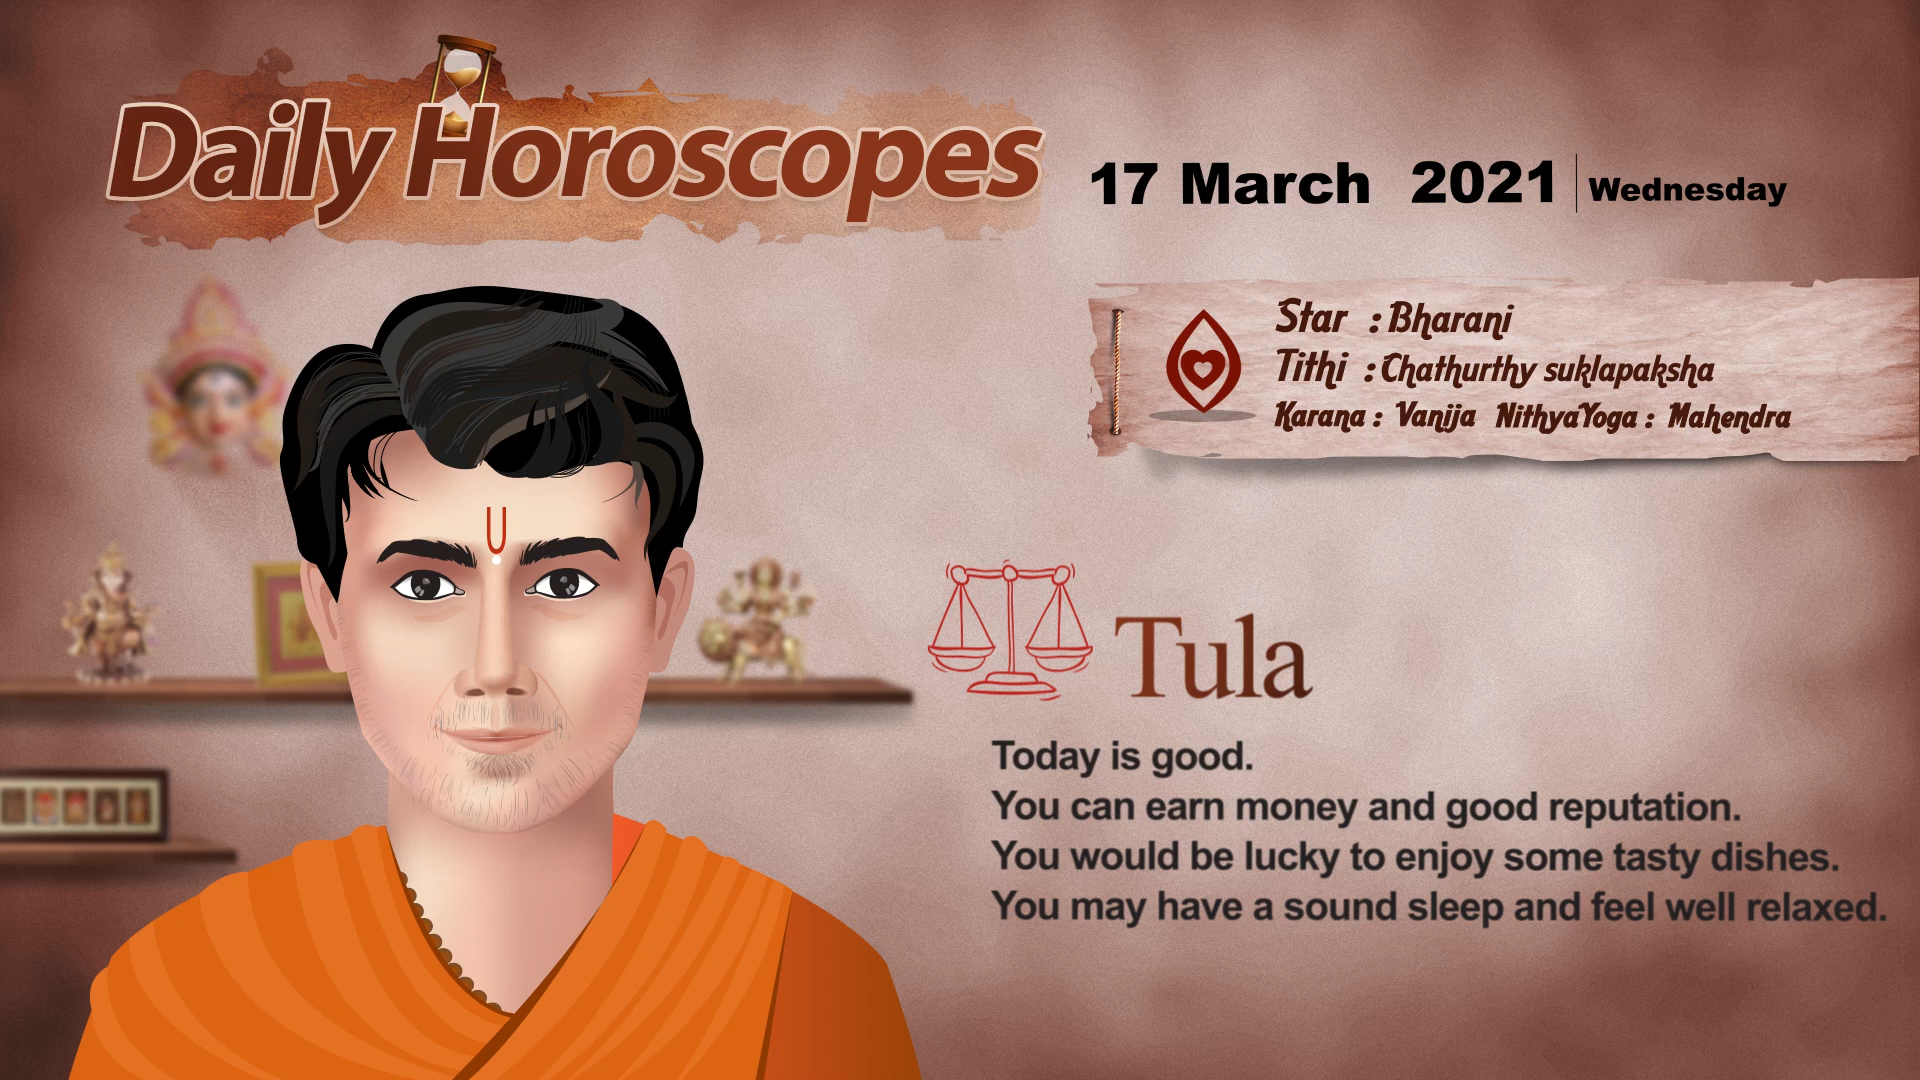 Daily Horoscopes
17 March 2021 Wednesday
Star : Bharani
Tithi : Chathurthy suklapaksha
Karana : Vanija NithyaYoga : Mahendra
Tula
Today is good.
You can earn money and good reputation.
You would be lucky to enjoy some tasty dishes.
You may have a sound sleep and feel well relaxed.